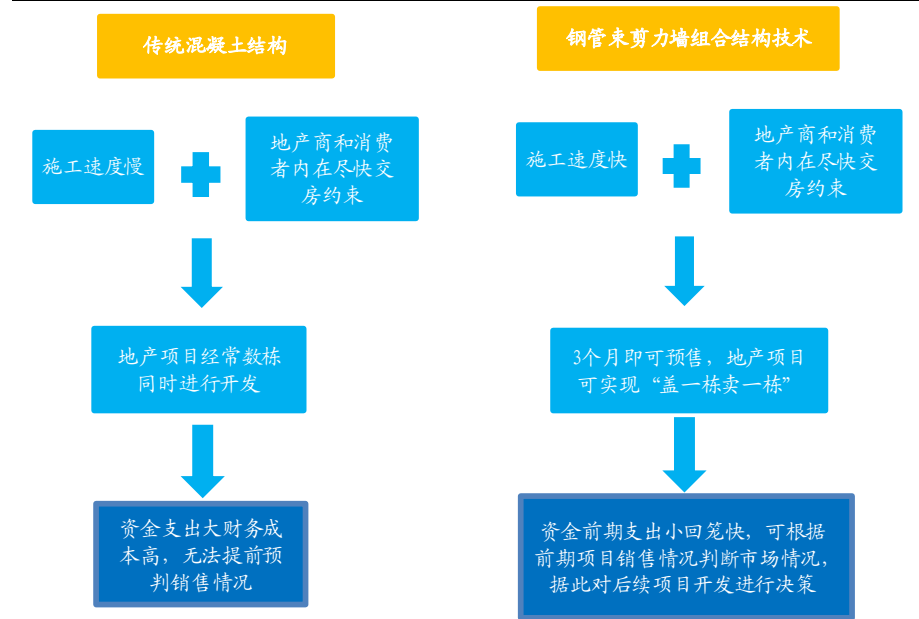 传统混凝土结构
施工速度慢
地产商和消费
者内在尽快交
房约束
地产项目经常数栋
同时进行开发
资金支出大财务成
本高，无法提前预
判销售情况
钢管束剪力墙组合结构技术
施工速度快
地产商和消费
者内在尽快交
房约束
3个月即可预售，地产项目
可实现“盖一栋卖一栋”
资金前期支出小回笼快，可根据
前期项目销售情况判断市场情况，
据此对后续项目开发进行决策